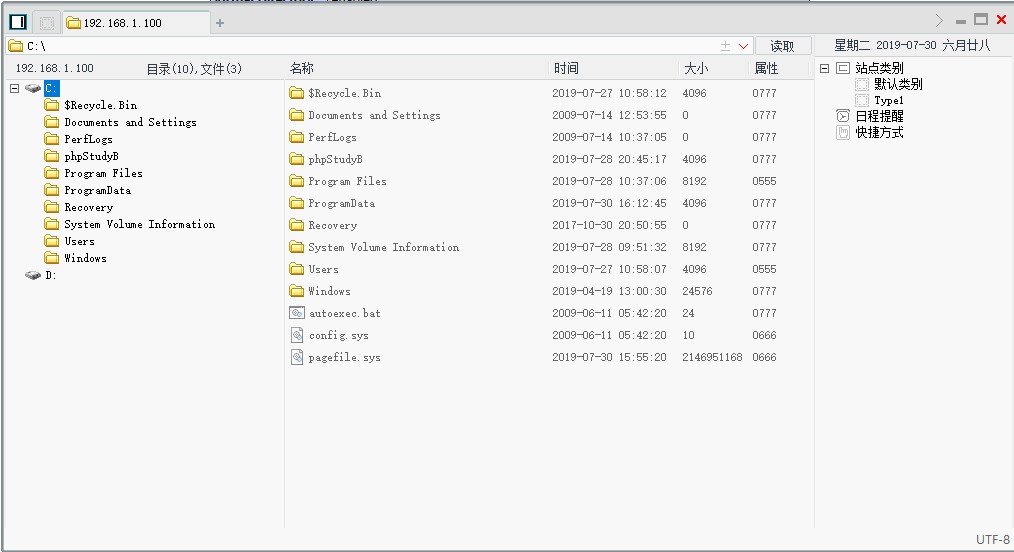 192.168.1.100
C:\
读取
星期二 2019-07-30 六月廿八
192.168.1.100 目录(10),文件(3)
名称 时间 大小 属性
C:
$Recycle.Bin
Documents and Settings
PerfLogs
phpStudyB
Program Files
ProgramData
Recovery
System Volume Information
Users
Windows
D:
$Recycle.Bin 2019-07-27 10:58:12 4096 0777
Documents and Settings 2009-07-14 12:53:55 0 0777
PerfLogs 2009-07-14 10:37:05 0 0777
phpStudyB 2019-07-28 20:45:17 4096 0777
Program Files 2019-07-28 10:37:06 8192 0555
ProgramData 2019-07-30 16:12:45 4096 0777
Recovery 2017-10-30 20:50:55 0 0777
System Volume Information 2019-07-28 09:51:32 8192 0777
Users 2019-07-27 10:58:07 4096 0555
Windows 2019-04-19 13:00:30 24576 0777
autoexec.bat 2009-06-11 05:42:20 24 0777
config.sys 2009-06-11 05:42:20 10 0666
pagefile.sys 2019-07-30 15:55:20 2146951168 0666
站点类别
默认类别
Type1
日程提醒
快捷方式
UTF-8